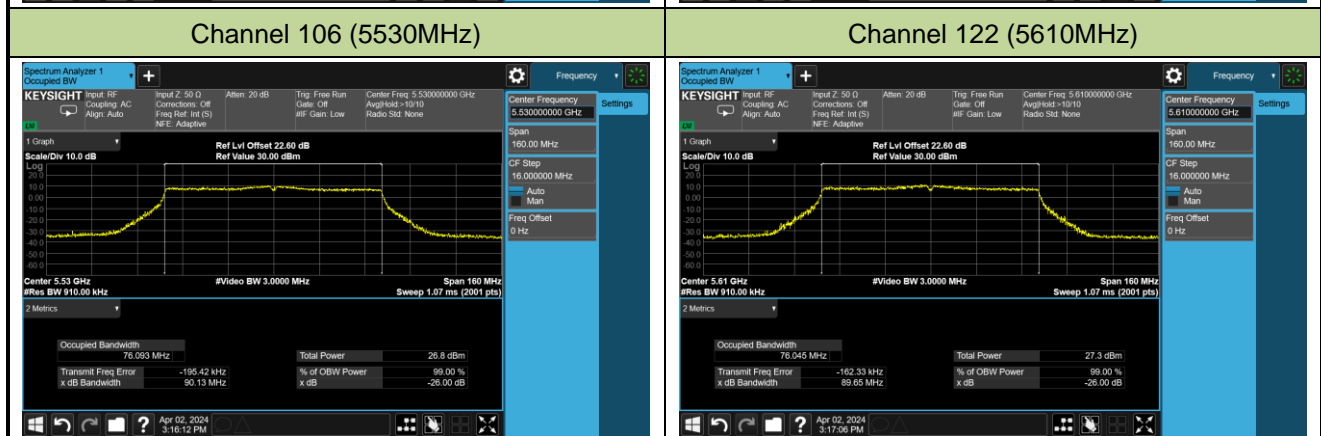 Channel 106 (5530MHz)
Spectrum Analyzer 1
Occupied BW
Frequency
KEYSIGHT
Input: RF
Coupling: AC
Align: Auto
Input Z: 50 Ω
Corrections: Off
Freq Ref: Int (S)
NFE: Adaptive
Atten: 20 dB
Trig: Free Run
Gate: Off
#IF Gain: Low
Center Freq: 5.530000000 GHz
Avg|Hold:>10/10
Radio Std: None
Center Frequency
5.530000000 GHz
Settings
Span
160.00 MHz
CF Step
16.000000 MHz
Auto
Man
Freq Offset
0 Hz
1 Graph
Scale/Div 10.0 dB
Ref Lvl Offset 22.60 dB
Ref Value 30.00 dBm
Log
20.0
10.0
0.00
-10.0
-20.0
-30.0
-40.0
-50.0
-60.0
Center 5.53 GHz
#Res BW 910.00 kHz
#Video BW 3.0000 MHz
Span 160 MHz
Sweep 1.07 ms (2001 pts)
2 Metrics
Occupied Bandwidth
76.093 MHz
Total Power 26.8 dBm
Transmit Freq Error -195.42 kHz
% of OBW Power 99.00 %
x dB Bandwidth 90.13 MHz
x dB -26.00 dB
Apr 02, 2024
3:16:12 PM
Channel 122 (5610MHz)
Spectrum Analyzer 1
Occupied BW
Frequency
KEYSIGHT
Input: RF
Coupling: AC
Align: Auto
Input Z: 50 Ω
Corrections: Off
Freq Ref: Int (S)
NFE: Adaptive
Atten: 20 dB
Trig: Free Run
Gate: Off
#IF Gain: Low
Center Freq: 5.610000000 GHz
Avg|Hold:>10/10
Radio Std: None
Center Frequency
5.610000000 GHz
Settings
Span
160.00 MHz
CF Step
16.000000 MHz
Auto
Man
Freq Offset
0 Hz
1 Graph
Scale/Div 10.0 dB
Ref Lvl Offset 22.60 dB
Ref Value 30.00 dBm
Log
20.0
10.0
0.00
-10.0
-20.0
-30.0
-40.0
-50.0
-60.0
Center 5.61 GHz
#Res BW 910.00 kHz
#Video BW 3.0000 MHz
Span 160 MHz
Sweep 1.07 ms (2001 pts)
2 Metrics
Occupied Bandwidth
76.045 MHz
Total Power 27.3 dBm
Transmit Freq Error -162.33 kHz
% of OBW Power 99.00 %
x dB Bandwidth 89.65 MHz
x dB -26.00 dB
Apr 02, 2024
3:17:06 PM